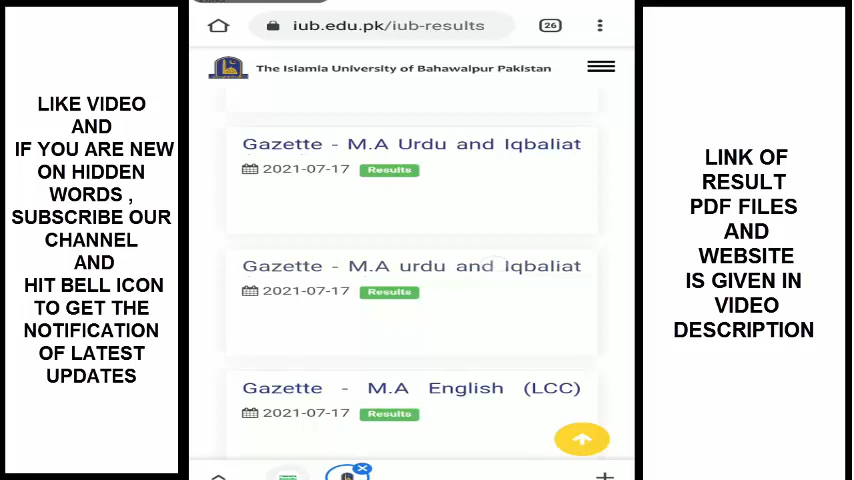 LIKE VIDEO
AND
IF YOU ARE NEW
ON HIDDEN
WORDS ,
SUBSCRIBE OUR
CHANNEL
AND
HIT BELL ICON
TO GET THE
NOTIFICATION
OF LATEST
UPDATES
iub.edu.pk/iub-results
26
The Islamia University of Bahawalpur Pakistan
Gazette - M.A Urdu and Iqbaliat
2021-07-17 Results
Gazette - M.A urdu and Iqbaliat
2021-07-17 Results
Gazette - M.A English (LCC)
2021-07-17 Results
LINK OF
RESULT
PDF FILES
AND
WEBSITE
IS GIVEN IN
VIDEO
DESCRIPTION